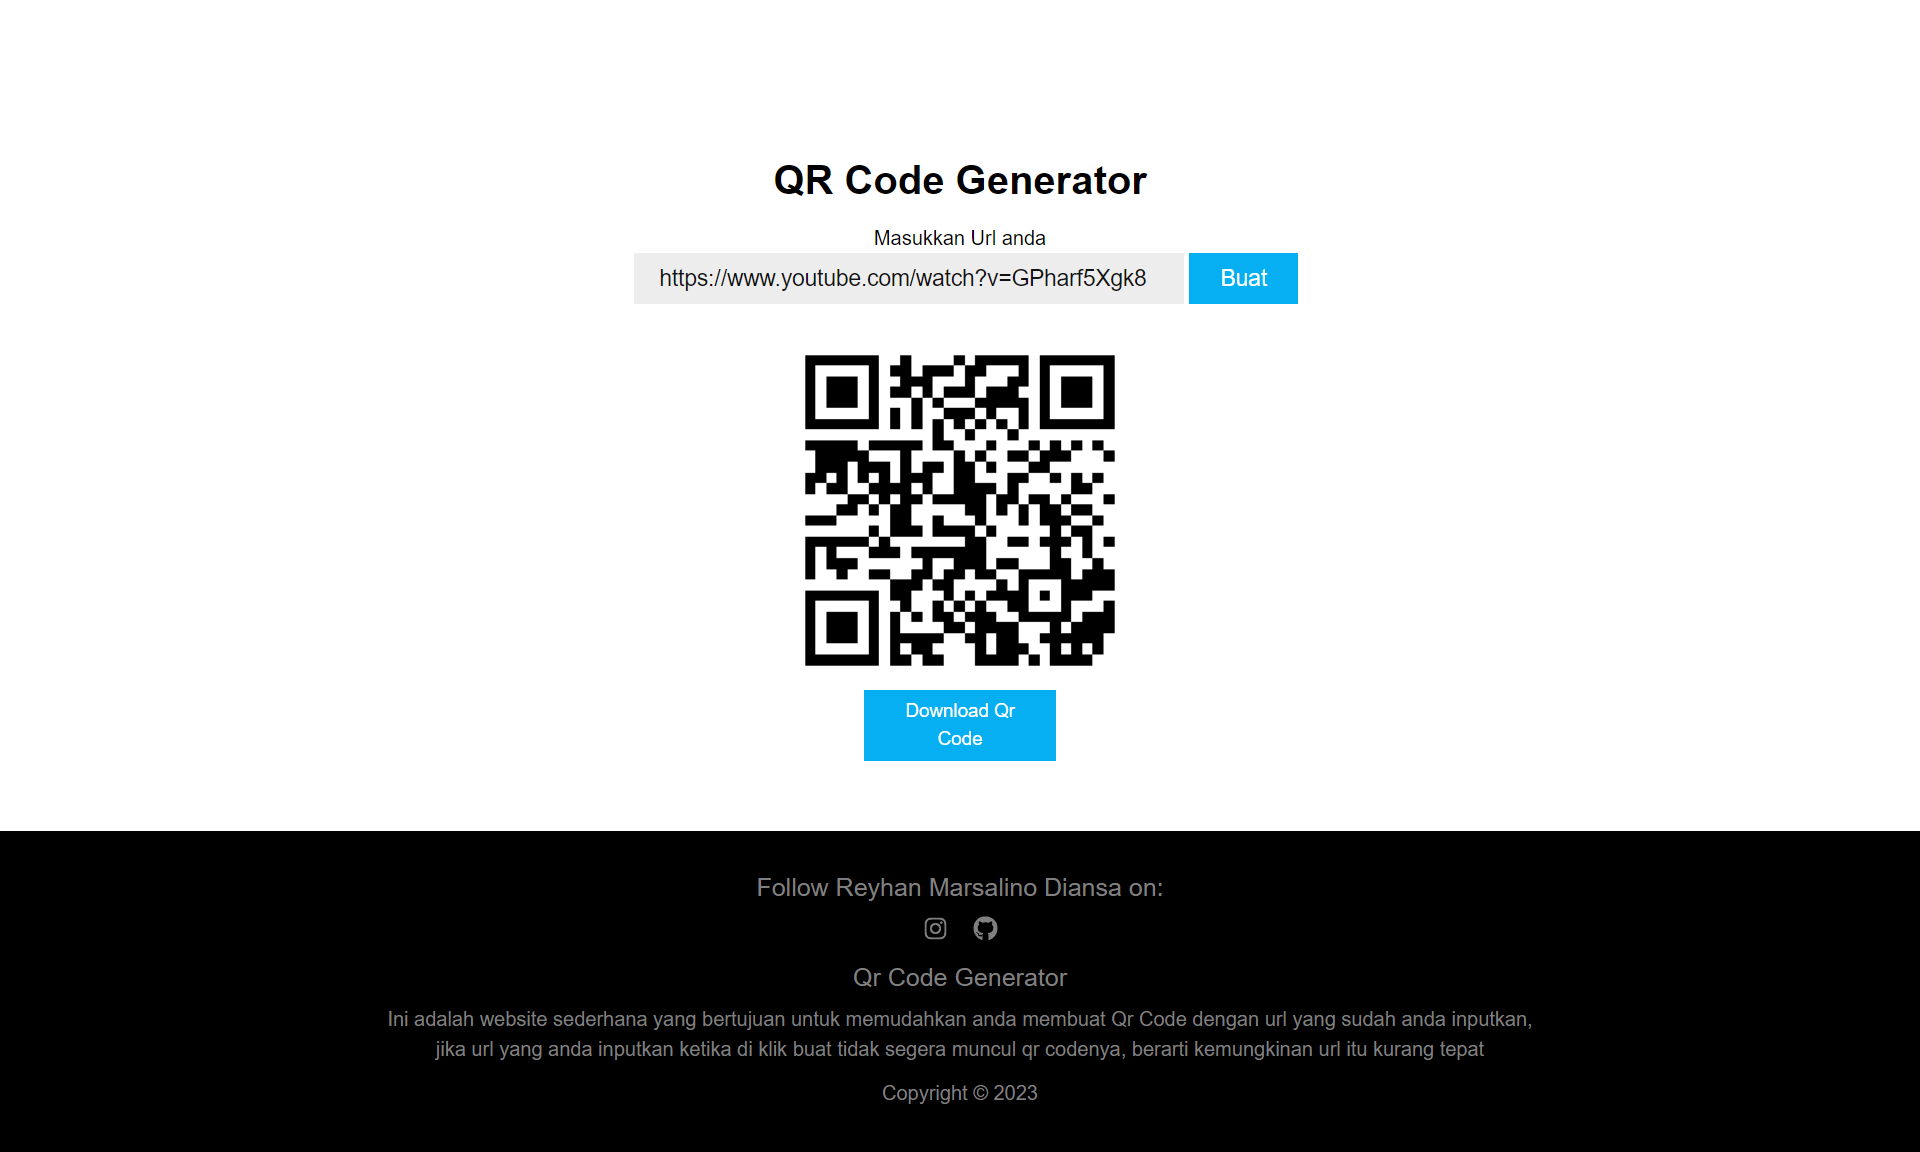 QR Code Generator
Masukkan Url anda
https://www.youtube.com/watch?v=GPharf5Xgk8
Buat
Download Qr
Code
Follow Reyhan Marsalino Diansa on:
Qr Code Generator
Ini adalah website sederhana yang bertujuan untuk memudahkan anda membuat Qr Code dengan url yang sudah anda inputkan,
jika url yang anda inputkan ketika di klik buat tidak segera muncul qr codenya, berarti kemungkinan url itu kurang tepat
Copyright © 2023